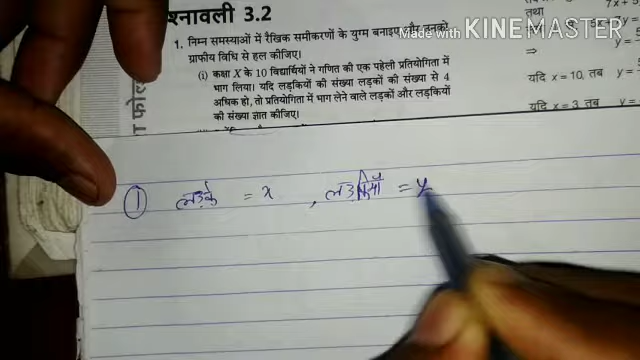 श्नावली 3.2
1. निम्न समस्याओं में रैखिक समीकरणों के युग्म बनाइए और उनको
ग्राफीय विधि से हल कीजिए।
(i) कक्षा X के 10 विद्यार्थियों ने गणित की एक पहेली प्रतियोगिता में
भाग लिया। यदि लड़कियों की संख्या लड़कों की संख्या से 4
अधिक हो, तो प्रतियोगिता में भाग लेने वाले लड़कों और लड़कियों
की संख्या ज्ञात कीजिए।
तथा
⇒
यदि x = 10, तब y =
यदि x = 3 तब y =
Made with KINEMASTER
① लड़के = x , लड़कियाँ = y